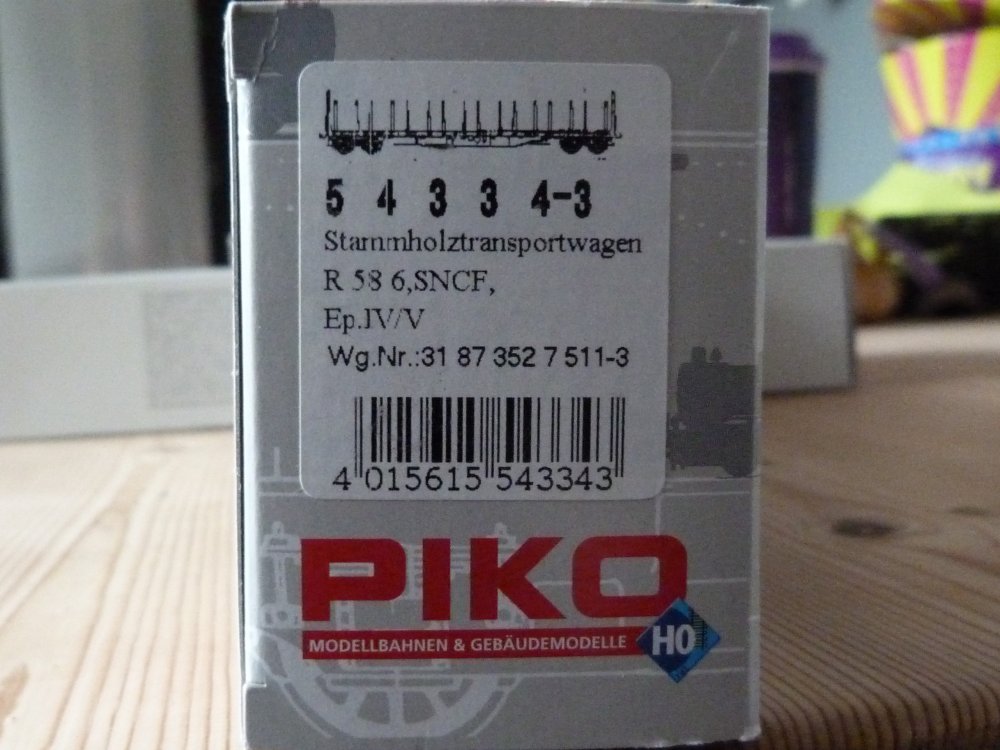 5 4 3 3 4-3
Stammholztransportwagen
R 58 6,SNCF,
Ep.IV/V
Wg.Nr.:31 87 352 7 511-3
4 015615 543343
PIKO
MODELLBAHNEN & GEBÄUDEMODELLE
HO